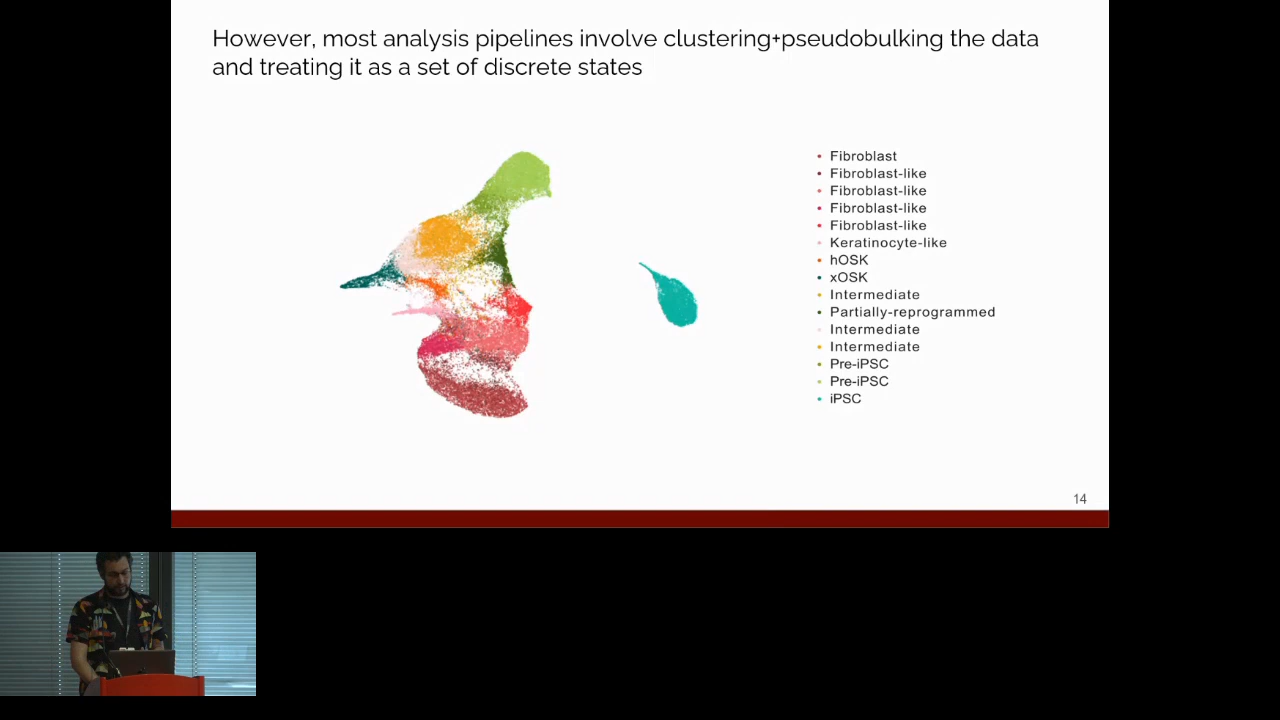 However, most analysis pipelines involve clustering+pseudobulking the data
and treating it as a set of discrete states
Fibroblast
Fibroblast-like
Fibroblast-like
Fibroblast-like
Fibroblast-like
Keratinocyte-like
hOSK
xOSK
Intermediate
Partially-reprogrammed
Intermediate
Intermediate
Pre-iPSC
Pre-iPSC
iPSC
14